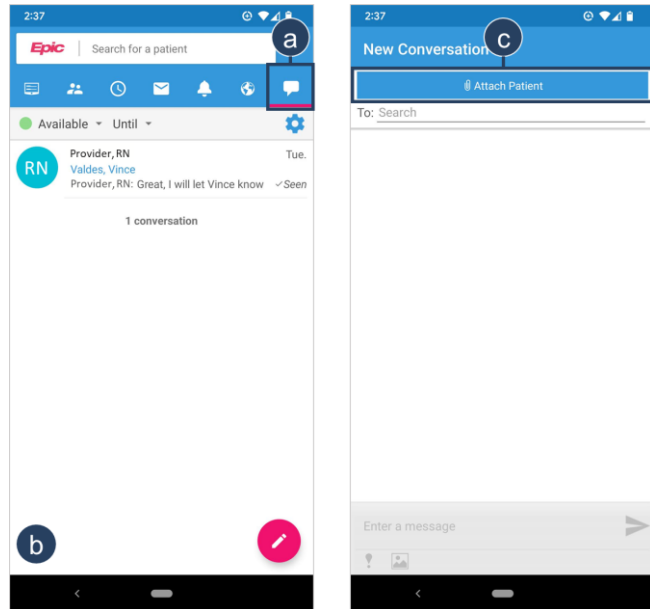 2:37
a
Epic Search for a patient
Available Until
Provider, RN Tue.
RN Valdes, Vince
Provider, RN: Great, I will let Vince know ✓Seen
1 conversation
b
2:37
New Conversation
c
Attach Patient
To: Search
Enter a message